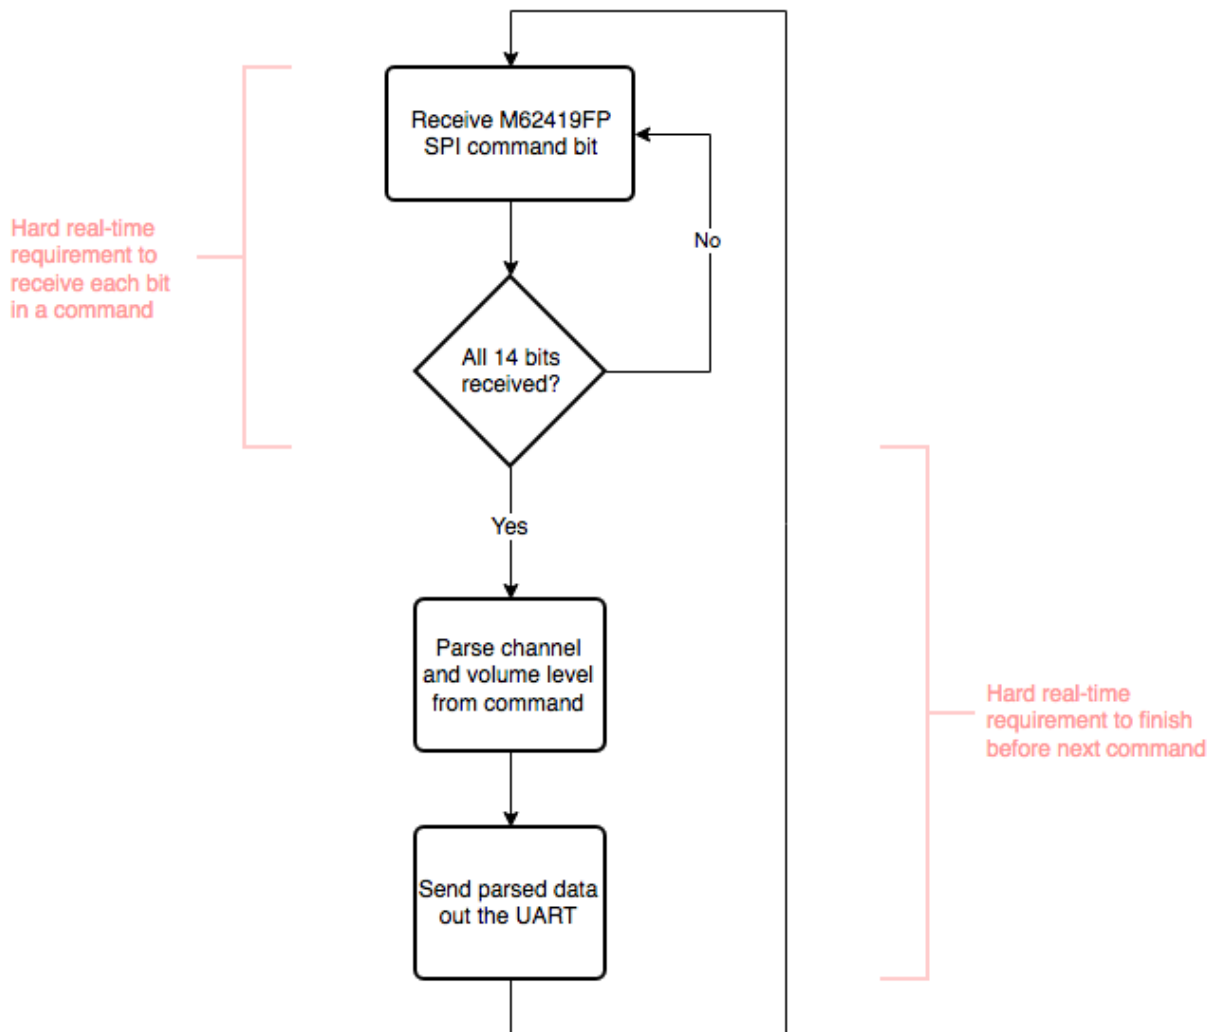 Receive M62419FP
SPI command bit
Hard real-time
requirement to
receive each bit
in a command
No
All 14 bits
received?
Yes
Parse channel
and volume level
from command
Hard real-time
requirement to finish
before next command
Send parsed data
out the UART